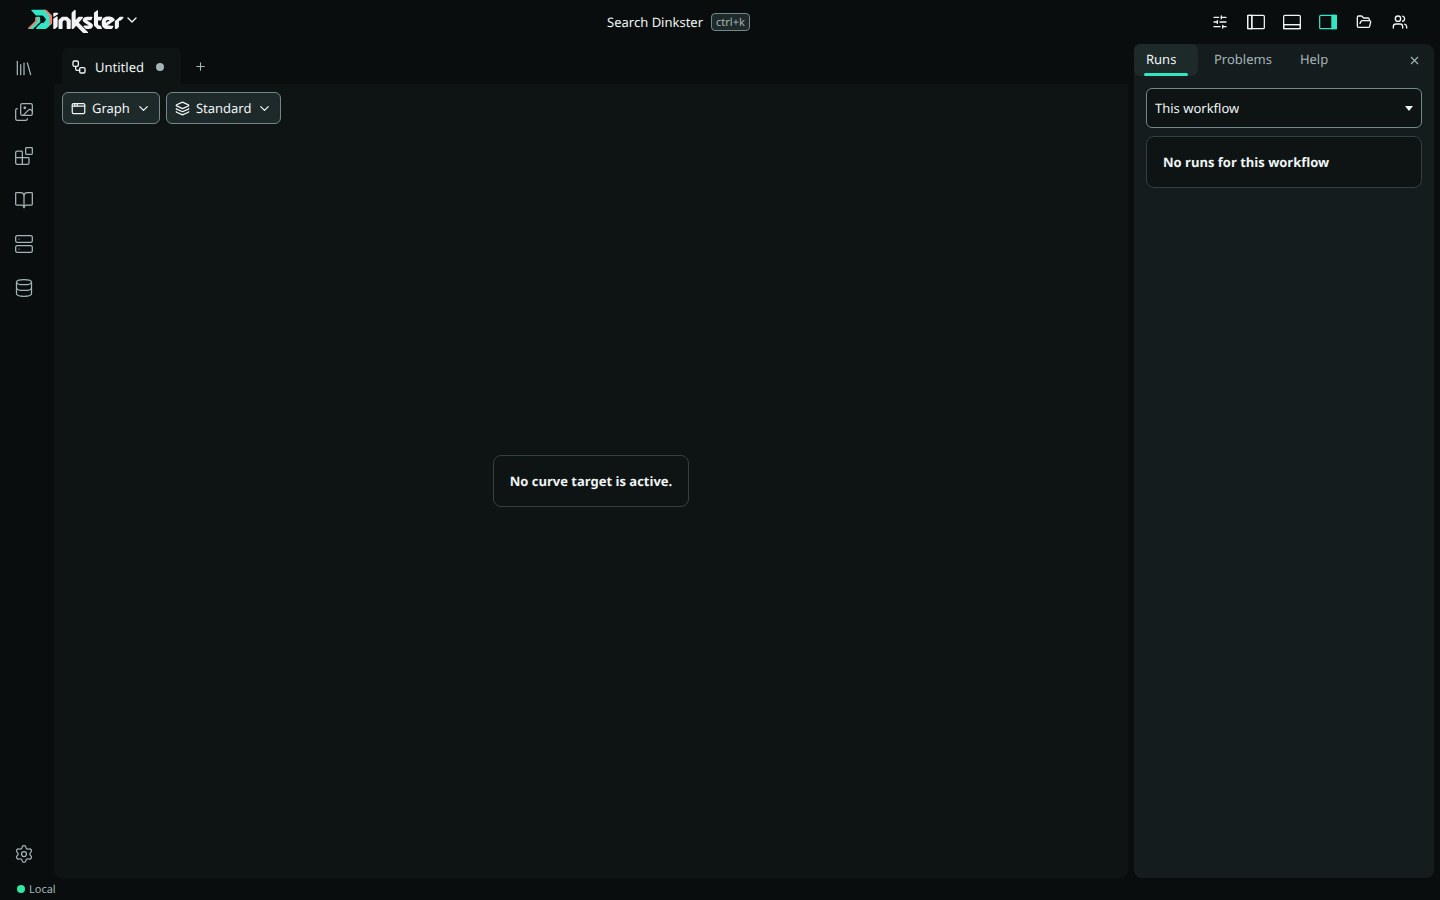 Dinkster
Search Dinkster ctrl+k
Untitled
Graph
Standard
No curve target is active.
Runs
Problems
Help
This workflow
No runs for this workflow
Local